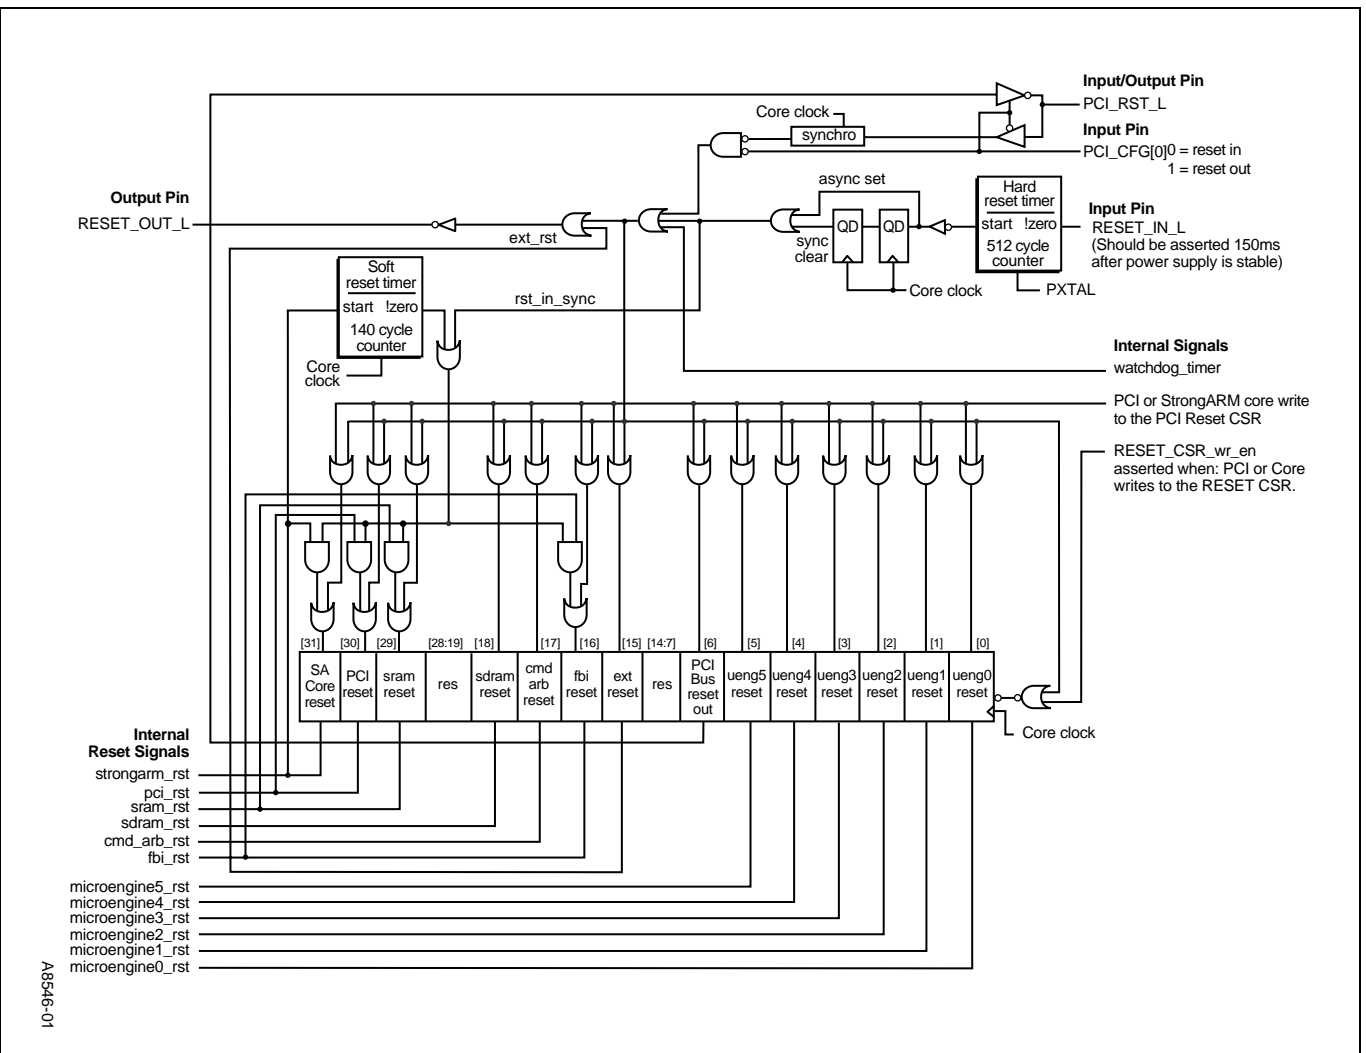 Input/Output Pin
PCI_RST_L
Core clock
synchro
Input Pin
PCI_CFG[0] 0 = reset in
1 = reset out
async set
Hard
reset timer
start !zero
512 cycle
counter
PXTAL
Input Pin
RESET_IN_L
(Should be asserted 150ms
after power supply is stable)
Output Pin
RESET_OUT_L
ext_rst
QD
QD
sync
clear
Core clock
Soft
reset timer
start !zero
140 cycle
counter
Core
clock
rst_in_sync
Internal Signals
watchdog_timer
PCI or StrongARM core write
to the PCI Reset CSR
RESET_CSR_wr_en
asserted when: PCI or Core
writes to the RESET CSR.
[31] [30] [29] [28:19] [18] [17] [16] [15] [14:7] [6] [5] [4] [3] [2] [1] [0]
SA
Core
reset
PCI
reset
sram
reset
res
sdram
reset
cmd
arb
reset
fbi
reset
ext
reset
res
PCI
Bus
reset
out
ueng5
reset
ueng4
reset
ueng3
reset
ueng2
reset
ueng1
reset
ueng0
reset
Core clock
Internal
Reset Signals
strongarm_rst
pci_rst
sram_rst
sdram_rst
cmd_arb_rst
fbi_rst
microengine5_rst
microengine4_rst
microengine3_rst
microengine2_rst
microengine1_rst
microengine0_rst
A8546-01